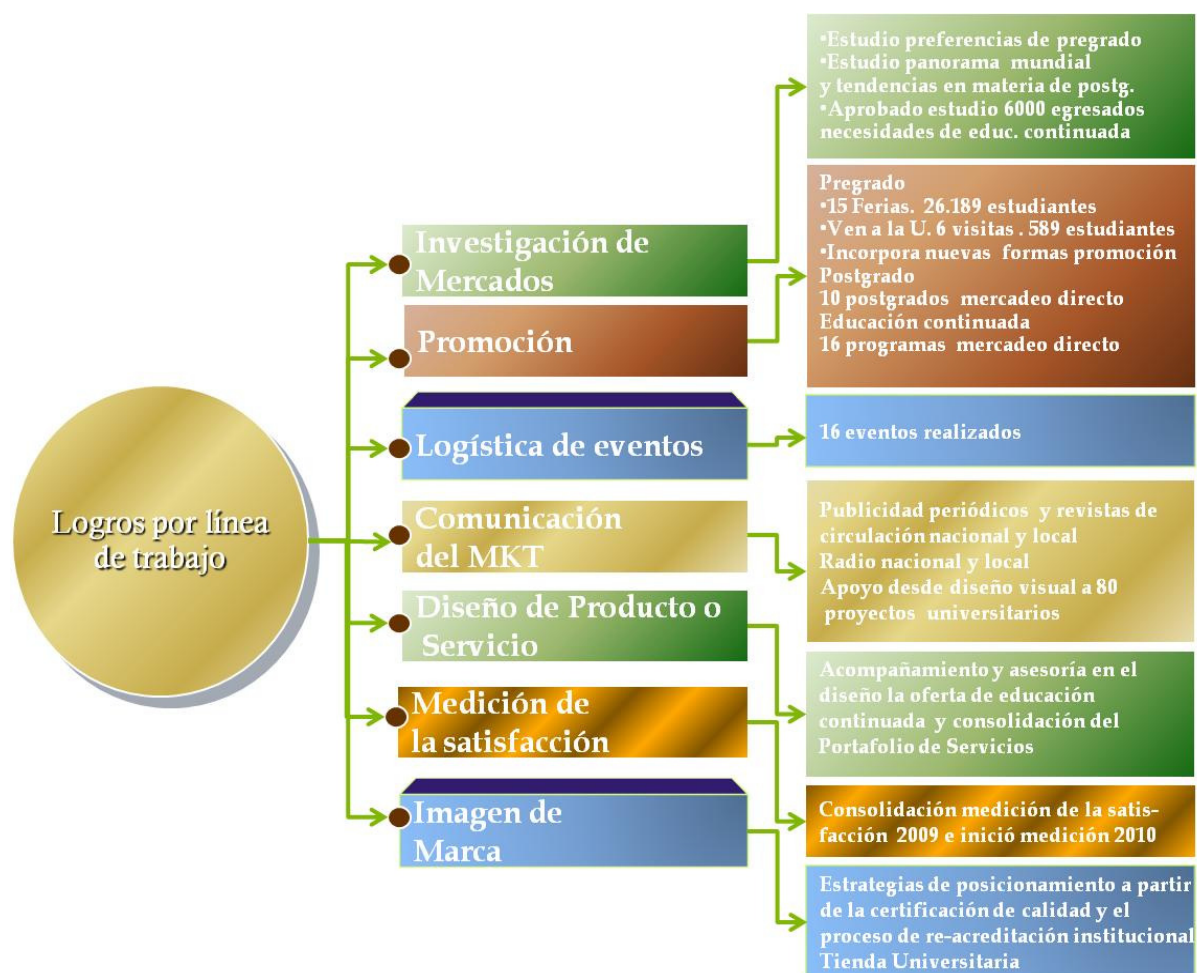 Logros por línea
de trabajo
Investigación de
Mercados
•Estudio preferencias de pregrado
•Estudio panorama mundial
y tendencias en materia de postg.
•Aprobado estudio 6000 egresados
necesidades de educ. continuada
Promoción
Pregrado
•15 Ferias. 26.189 estudiantes
•Ven a la U. 6 visitas . 589 estudiantes
•Incorpora nuevas formas promoción
Postgrado
10 postgrados mercadeo directo
Educación continuada
16 programas mercadeo directo
Logística de eventos
16 eventos realizados
Comunicación
del MKT
Publicidad periódicos y revistas de
circulación nacional y local
Radio nacional y local
Apoyo desde diseño visual a 80
proyectos universitarios
Diseño de Producto o
Servicio
Acompañamiento y asesoría en el
diseño la oferta de educación
continuada y consolidación del
Portafolio de Servicios
Medición de
la satisfacción
Consolidación medición de la satis-
facción 2009 e inició medición 2010
Imagen de
Marca
Estrategias de posicionamiento a partir
de la certificación de calidad y el
proceso de re-acreditación institucional
Tienda Universitaria